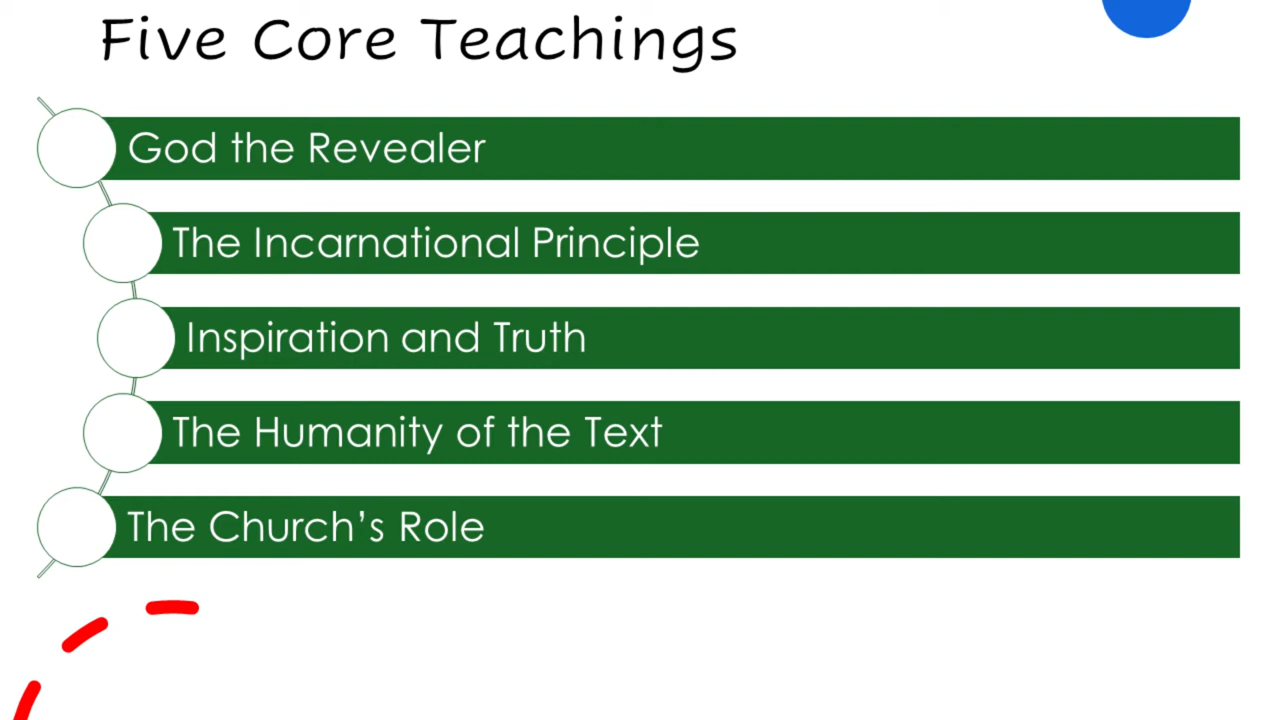 Five Core Teachings
God the Revealer
The Incarnational Principle
Inspiration and Truth
The Humanity of the Text
The Church’s Role